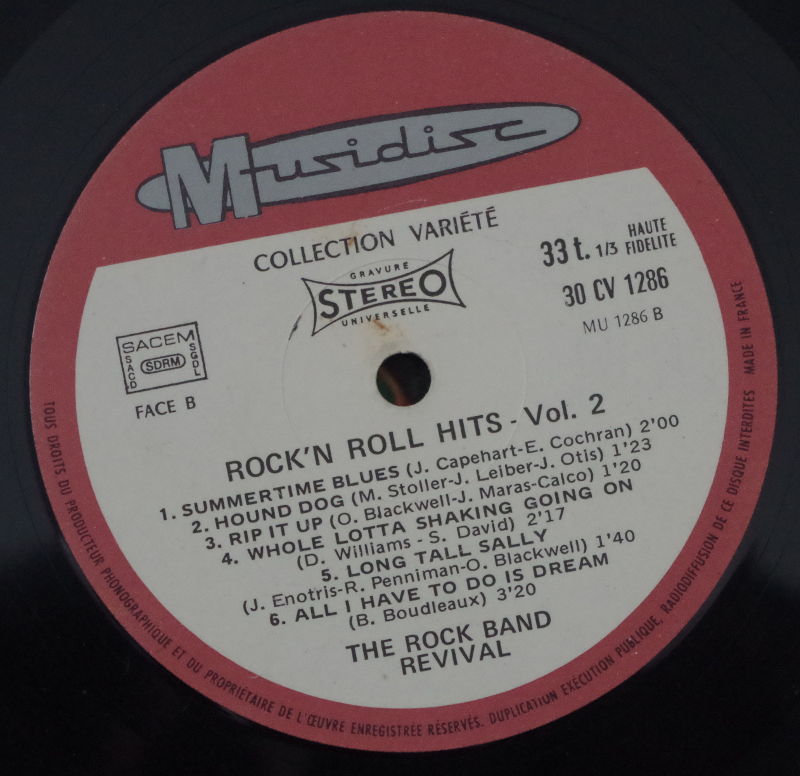 Musidisc
COLLECTION VARIÉTÉ
GRAVURE
STEREO
UNIVERSELLE
33 t. 1/3 HAUTE FIDELITE
30 CV 1286
MU 1286 B
SACEM
SACD
SDRM
SGDL
FACE B
ROCK'N ROLL HITS - Vol. 2
1. SUMMERTIME BLUES (J. Capehart-E. Cochran) 2'00
2. HOUND DOG (M. Stoller-J. Leiber-J. Otis) 1'23
3. RIP IT UP (O. Blackwell-J. Maras-Calco) 1'20
4. WHOLE LOTTA SHAKING GOING ON
(D. Williams - S. David) 2'17
5. LONG TALL SALLY
(J. Enotris-R. Penniman-O. Blackwell) 1'40
6. ALL I HAVE TO DO IS DREAM
(B. Boudleaux) 3'20
THE ROCK BAND
REVIVAL
TOUS DROITS DU PRODUCTEUR PHONOGRAPHIQUE ET DU PROPRIÉTAIRE DE L'ŒUVRE ENREGISTREE RÉSERVÉS. DUPLICATION EXÉCUTION PUBLIQUE, RADIODIFFUSION DE CE DISQUE INTERDITES MADE IN FRANCE